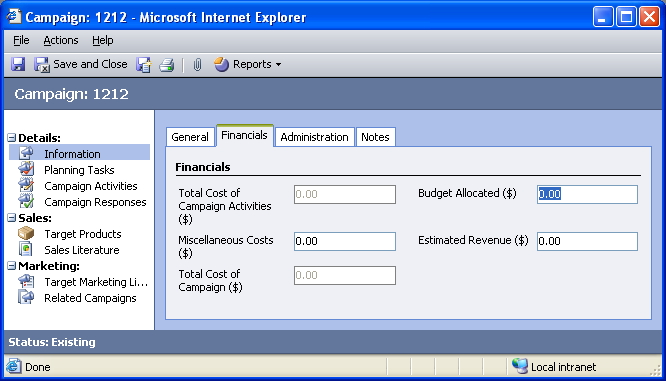 Campaign: 1212 - Microsoft Internet Explorer
File Actions Help
Save and Close Reports
Campaign: 1212
Details:
Information
Planning Tasks
Campaign Activities
Campaign Responses
Sales:
Target Products
Sales Literature
Marketing:
Target Marketing Li...
Related Campaigns
General Financials Administration Notes
Financials
Total Cost of
Campaign Activities
($)
0.00
Budget Allocated ($)
0.00
Miscellaneous Costs
($)
0.00
Estimated Revenue ($)
0.00
Total Cost of
Campaign ($)
0.00
Status: Existing
Done
Local intranet